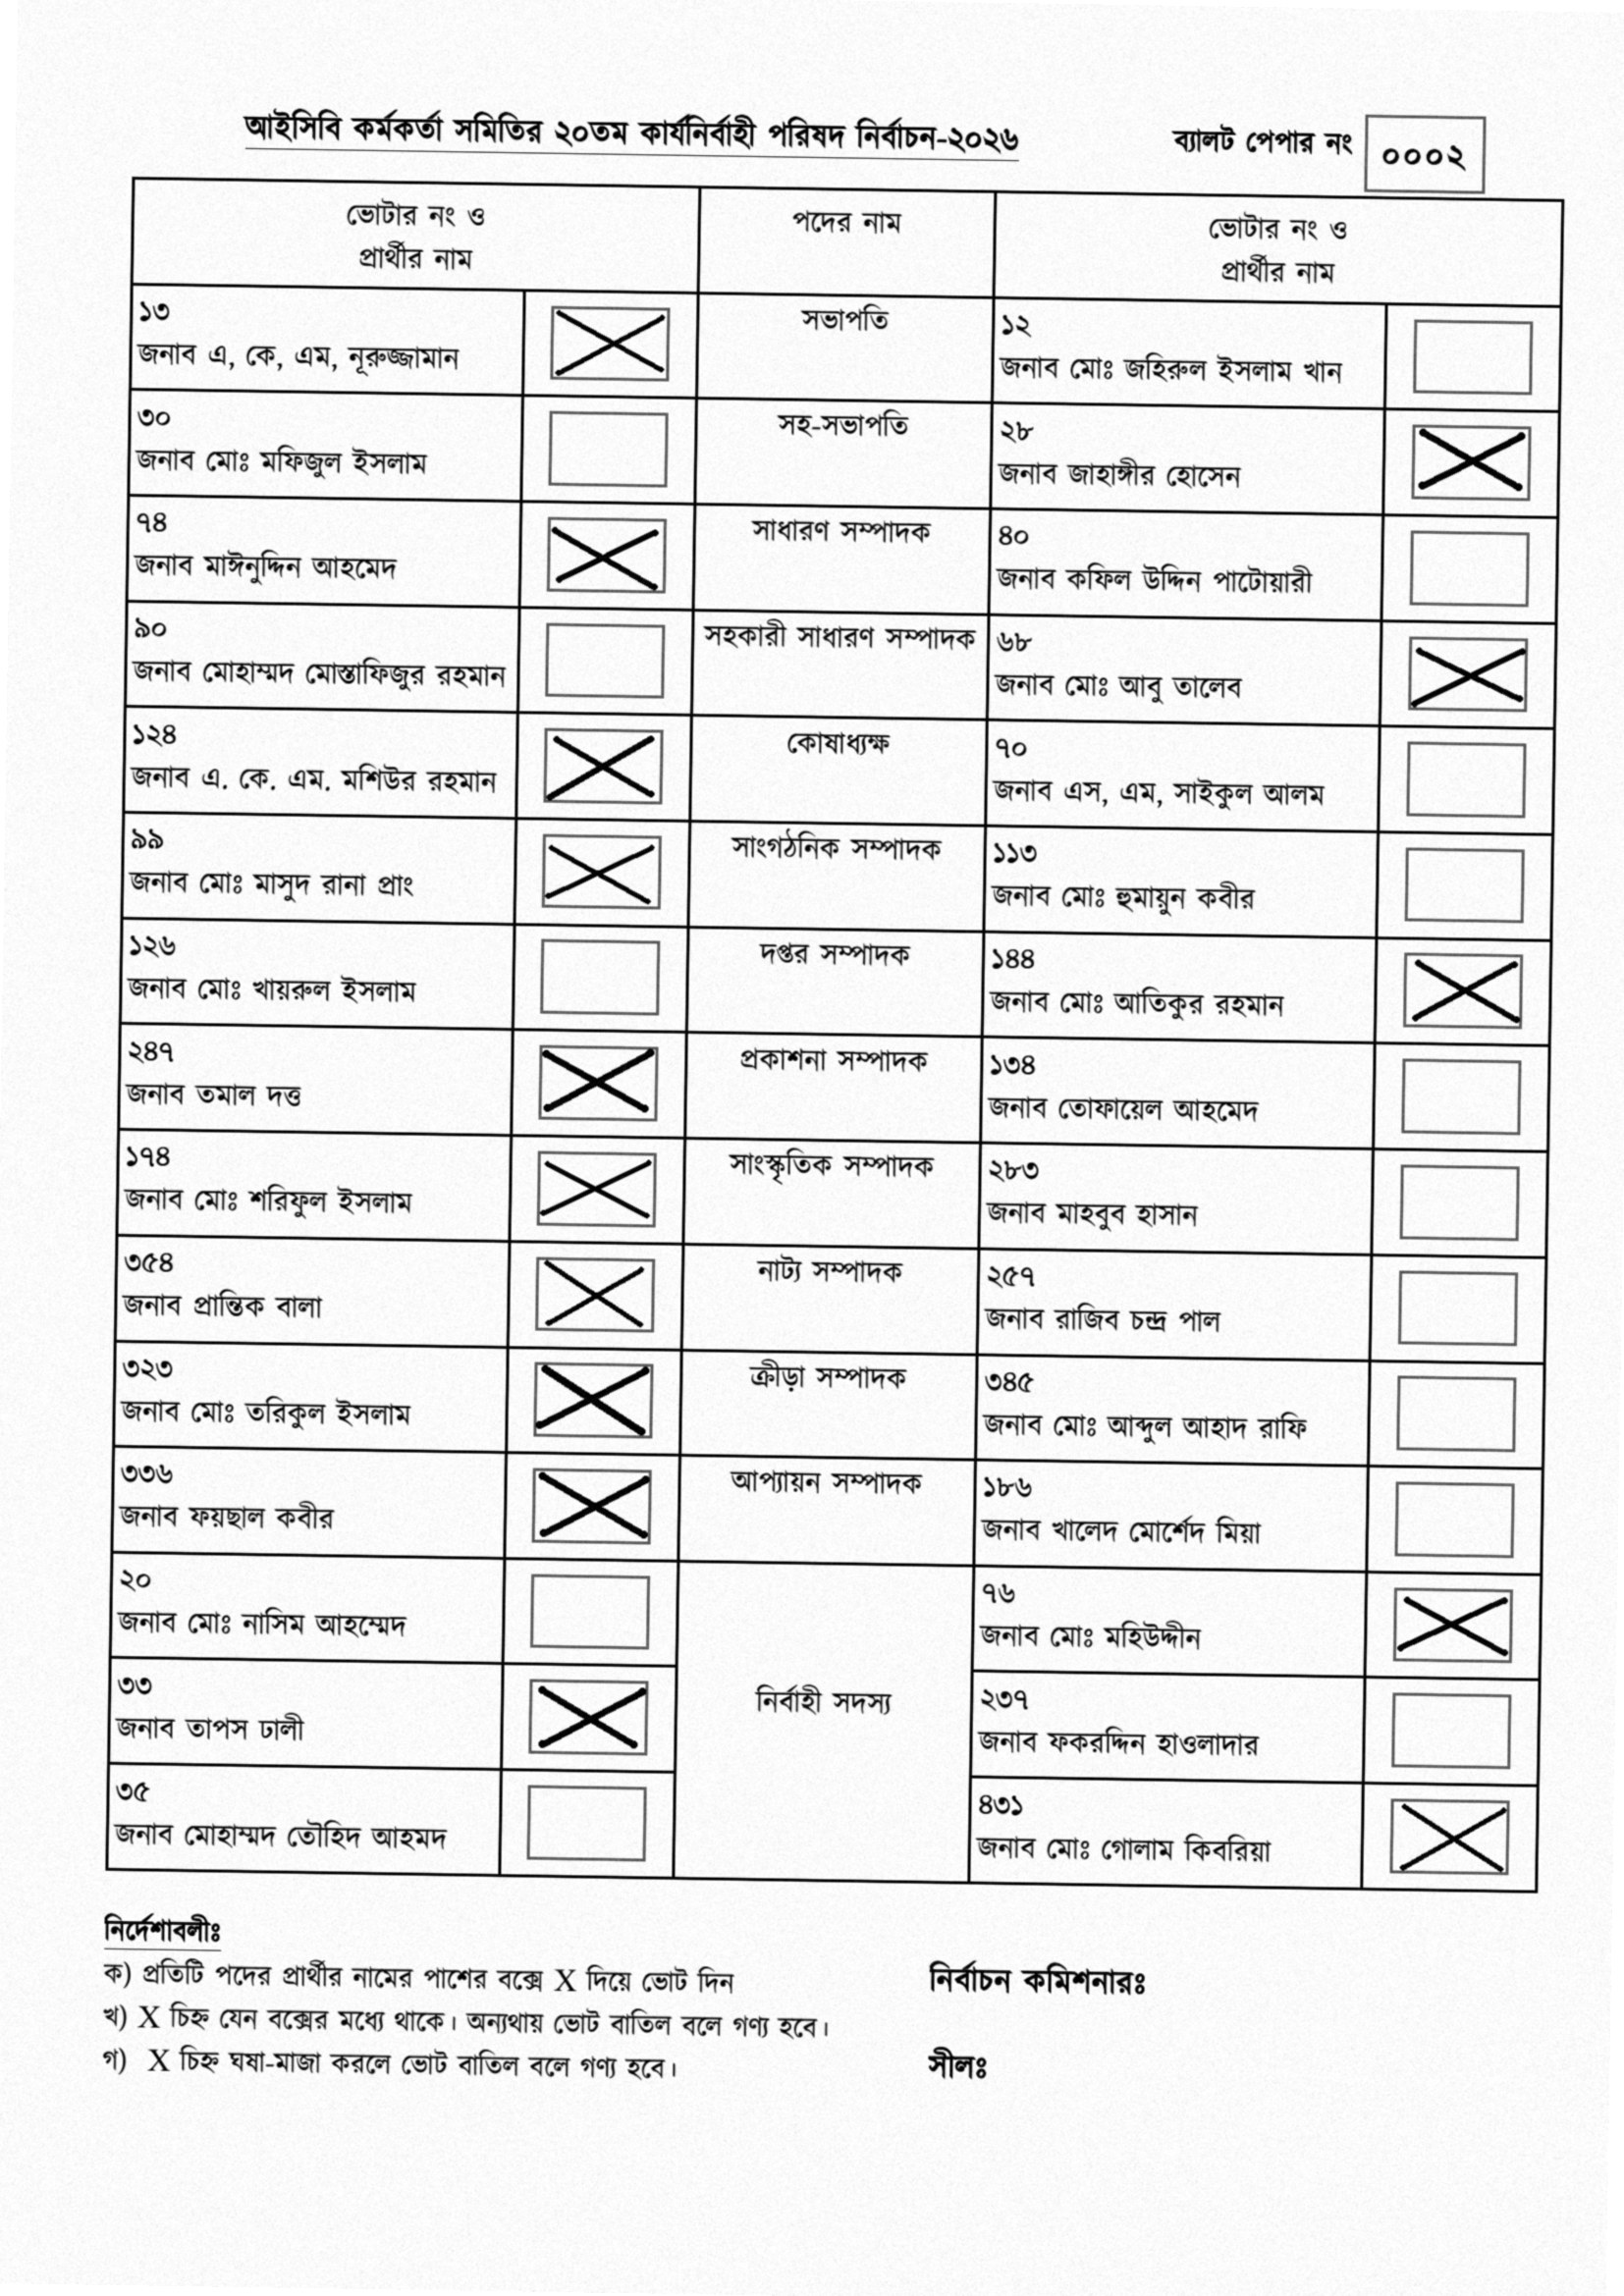 আইসিবি কর্মকর্তা সমিতির ২০তম কার্যনির্বাহী পরিষদ নির্বাচন-২০২৬
ব্যালট পেপার নং ০০০২
ভোটার নং ও
প্রার্থীর নাম
পদের নাম
ভোটার নং ও
প্রার্থীর নাম
১৩
জনাব এ, কে, এম, নূরুজ্জামান
সভাপতি
১২
জনাব মোঃ জহিরুল ইসলাম খান
৩০
জনাব মোঃ মফিজুল ইসলাম
সহ-সভাপতি
২৮
জনাব জাহাঙ্গীর হোসেন
৭৪
জনাব মাঈনুদ্দিন আহমেদ
সাধারণ সম্পাদক
৪০
জনাব কফিল উদ্দিন পাটোয়ারী
৯০
জনাব মোহাম্মদ মোস্তাফিজুর রহমান
সহকারী সাধারণ সম্পাদক
৬৮
জনাব মোঃ আবু তালেব
১২৪
জনাব এ. কে. এম. মশিউর রহমান
কোষাধ্যক্ষ
৭০
জনাব এস, এম, সাইকুল আলম
৯৯
জনাব মোঃ মাসুদ রানা প্রাং
সাংগঠনিক সম্পাদক
১১৩
জনাব মোঃ হুমায়ুন কবীর
১২৬
জনাব মোঃ খায়রুল ইসলাম
দপ্তর সম্পাদক
১৪৪
জনাব মোঃ আতিকুর রহমান
২৪৭
জনাব তমাল দত্ত
প্রকাশনা সম্পাদক
১৩৪
জনাব তোফায়েল আহমেদ
১৭৪
জনাব মোঃ শরিফুল ইসলাম
সাংস্কৃতিক সম্পাদক
২৮৩
জনাব মাহবুব হাসান
৩৫৪
জনাব প্রান্তিক বালা
নাট্য সম্পাদক
২৫৭
জনাব রাজিব চন্দ্র পাল
৩২৩
জনাব মোঃ তরিকুল ইসলাম
ক্রীড়া সম্পাদক
৩৪৫
জনাব মোঃ আব্দুল আহাদ রাফি
৩৩৬
জনাব ফয়ছাল কবীর
আপ্যায়ন সম্পাদক
১৮৬
জনাব খালেদ মোর্শেদ মিয়া
২০
জনাব মোঃ নাসিম আহম্মেদ
৭৬
জনাব মোঃ মহিউদ্দীন
৩৩
জনাব তাপস ঢালী
নির্বাহী সদস্য
২৩৭
জনাব ফকরদ্দিন হাওলাদার
৩৫
জনাব মোহাম্মদ তৌহিদ আহমদ
৪৩১
জনাব মোঃ গোলাম কিবরিয়া
নির্দেশাবলীঃ
ক) প্রতিটি পদের প্রার্থীর নামের পাশের বক্সে X দিয়ে ভোট দিন
খ) X চিহ্ন যেন বক্সের মধ্যে থাকে। অন্যথায় ভোট বাতিল বলে গণ্য হবে।
গ) X চিহ্ন ঘষা-মাজা করলে ভোট বাতিল বলে গণ্য হবে।
নির্বাচন কমিশনারঃ
সীলঃ